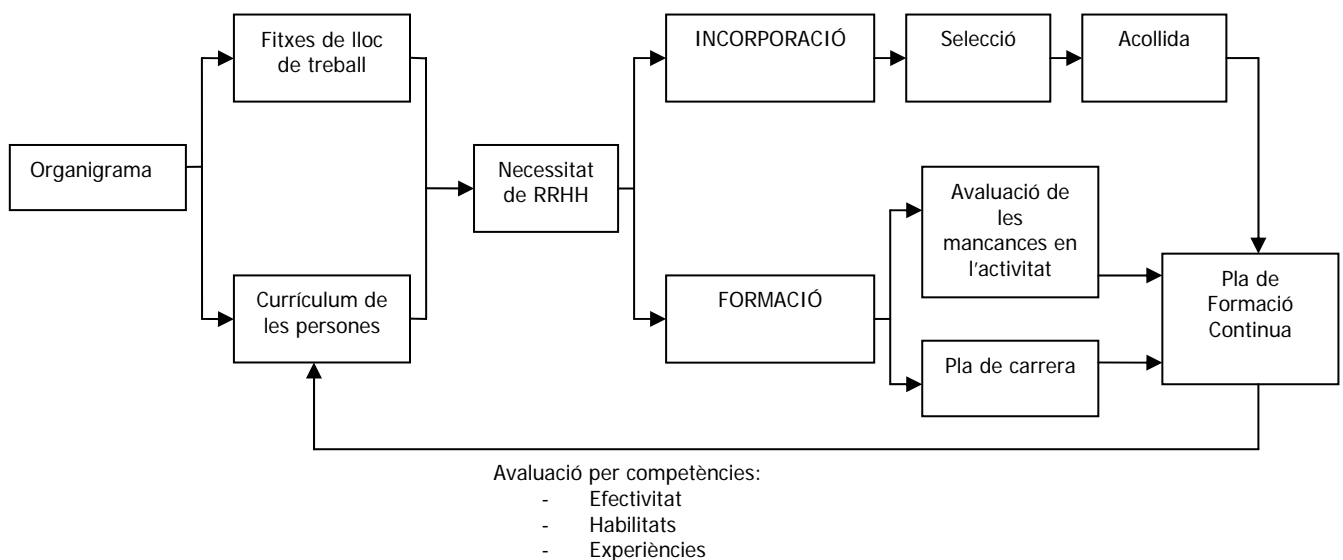 Organigrama
Fitxes de lloc
de treball
Currículum de
les persones
Necessitat
de RRHH
INCORPORACIÓ
Selecció
Acollida
FORMACIÓ
Avaluació de
les
mancances en
l'activitat
Pla de carrera
Pla de
Formació
Continua
Avaluació per competències:
- Efectivitat
- Habilitats
- Experiències